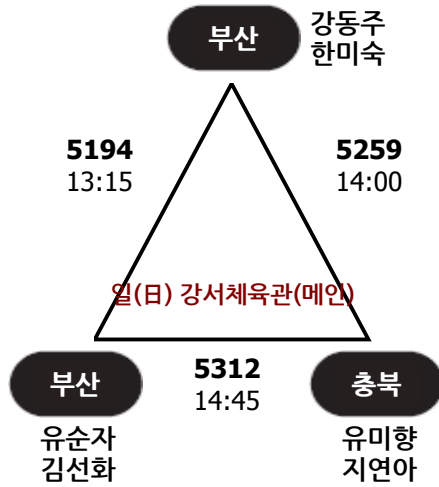 부산
강동주
한미숙
5194
13:15
5259
14:00
일(日) 강서체육관(메인)
부산
5312
14:45
충북
유순자
김선화
유미향
지연아